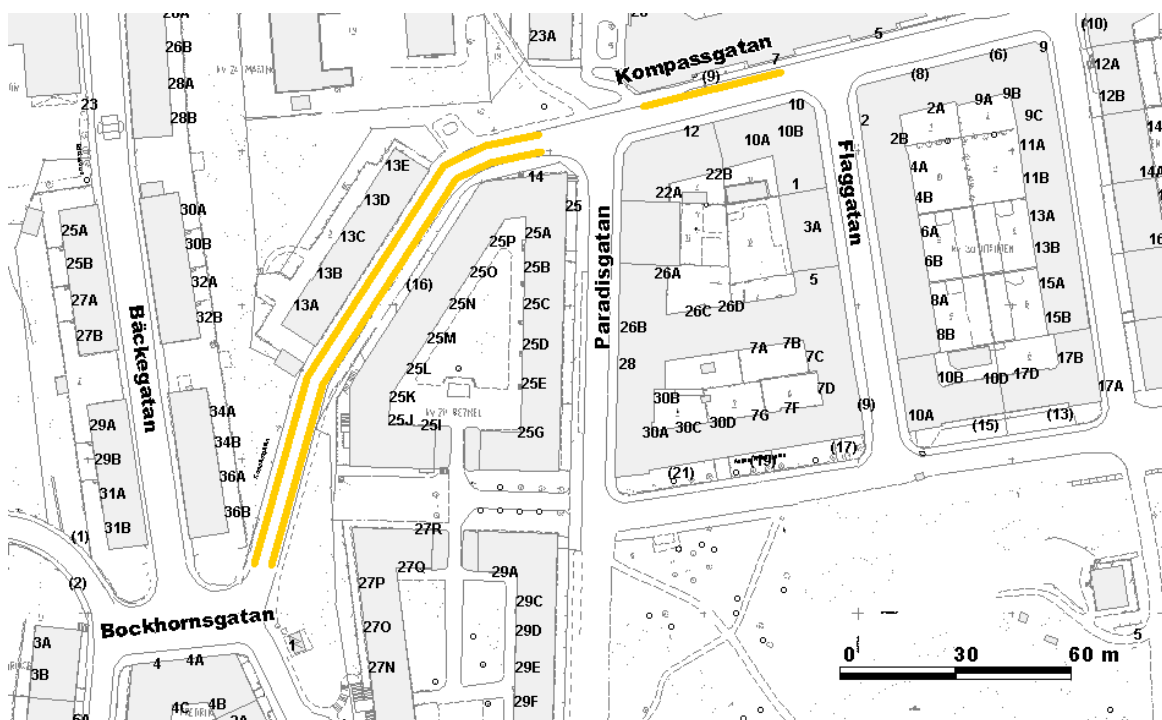 26A
26B
28A
28B
23
23A
(10)
12A
12B
14
14A
16
5
7
(9)
Kompassgatan
9
(6)
(8)
2
2A
9A
9B
9C
2B
4A
4B
6A
6B
8A
8B
11A
11B
13A
13B
15A
15B
17A
17B
17D
10D
10B
10A
(13)
(15)
Flaggatan
12
10
10A
10B
22A
22B
1
3A
5
26A
26B
26C
26D
28
7A
7B
7C
7D
7F
7G
30A
30B
30C
30D
(9)
(17)
(19)
(21)
Paradisgatan
13E
13D
13C
13B
13A
14
(16)
25
25A
25B
25C
25D
25E
25G
25P
25O
25N
25M
25L
25K
25J
25I
30A
30B
32A
32B
34A
34B
36A
36B
25A
25B
27A
27B
29A
29B
31A
31B
Bäckegatan
(1)
(2)
Bockhornsgatan
3A
3B
4
4A
4B
4C
1
27R
27Q
27P
27O
27N
29A
29C
29D
29E
29F
5
0 30 60 m